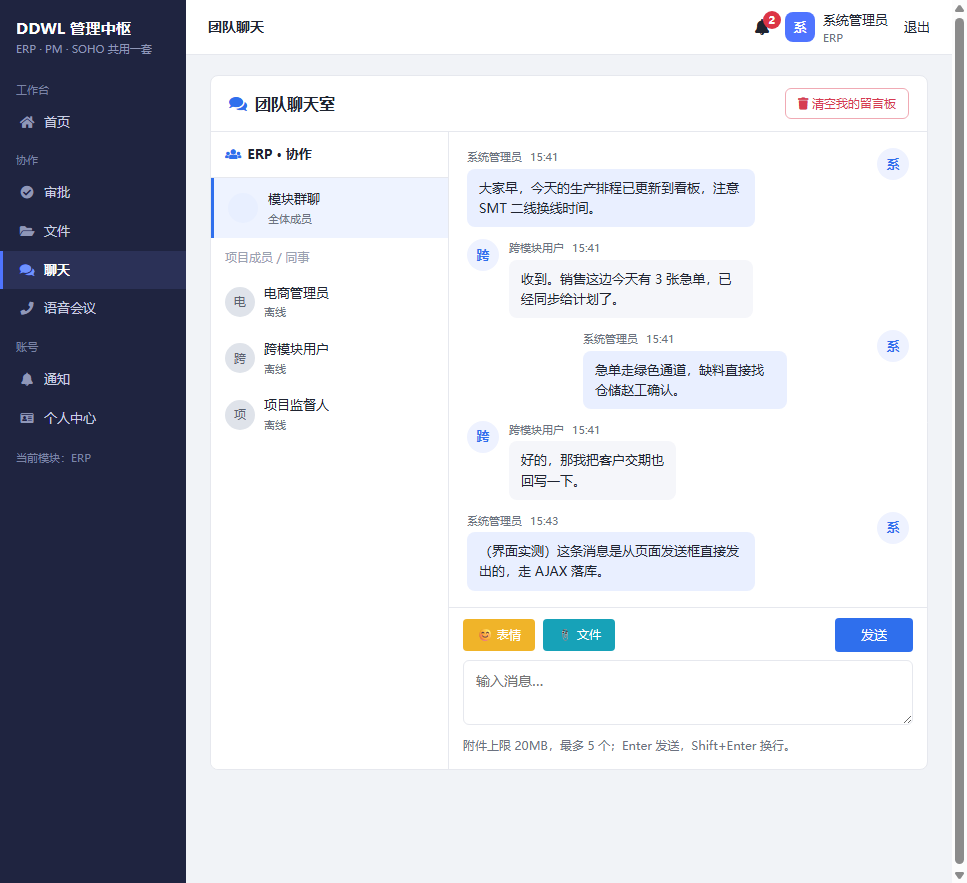 DDWL 管理中枢
ERP · PM · SOHO 共用一套
工作台
首页
协作
审批
文件
聊天
语音会议
账号
通知
个人中心
当前模块：ERP
团队聊天
2
系
系统管理员
ERP
退出
团队聊天室
清空我的留言板
ERP • 协作
模块群聊
全体成员
项目成员 / 同事
电
电商管理员
离线
跨
跨模块用户
离线
项
项目监督人
离线
系统管理员 15:41
系
大家早，今天的生产排程已更新到看板，注意
SMT 二线换线时间。
跨
跨模块用户 15:41
收到。销售这边今天有 3 张急单，已
经同步给计划了。
系统管理员 15:41
系
急单走绿色通道，缺料直接找
仓储赵工确认。
跨
跨模块用户 15:41
好的，那我把客户交期也
回写一下。
系统管理员 15:43
系
（界面实测）这条消息是从页面发送框直接发
出的，走 AJAX 落库。
表情
文件
发送
输入消息...
附件上限 20MB，最多 5 个；Enter 发送，Shift+Enter 换行。